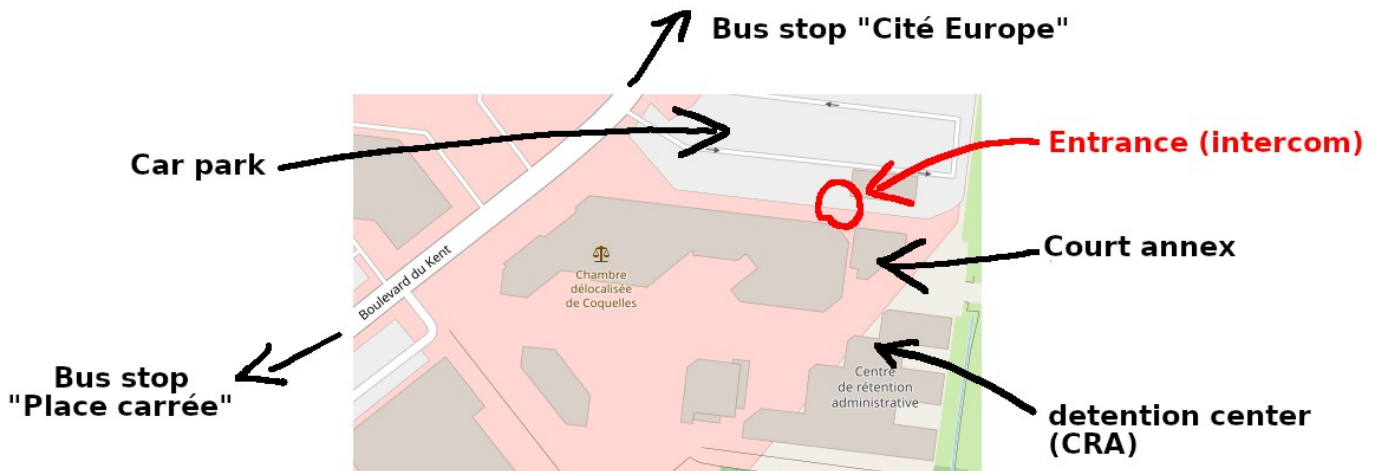 Bus stop "Cité Europe"
Car park
Entrance (intercom)
Court annex
Boulevard du Kent
Chambre
délocalisée
de Coquelles
Bus stop
"Place carrée"
Centre
de rétention
administrative
detention center
(CRA)